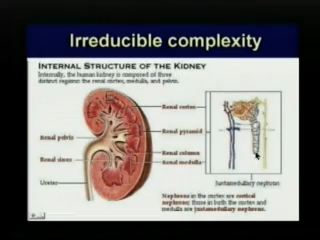 Irreducible complexity
INTERNAL STRUCTURE OF THE KIDNEY
Internally, the human kidney is composed of three
distinct regions: the renal cortex, medulla, and pelvis.
Renal cortex
Renal pelvis
Renal pyramid
Renal sinus
Renal column
Renal medulla
Ureter
Juxtamedullary nephron
Nephrons in the cortex are cortical
nephrons; those in both the cortex and
medulla are juxtamedullary nephrons.